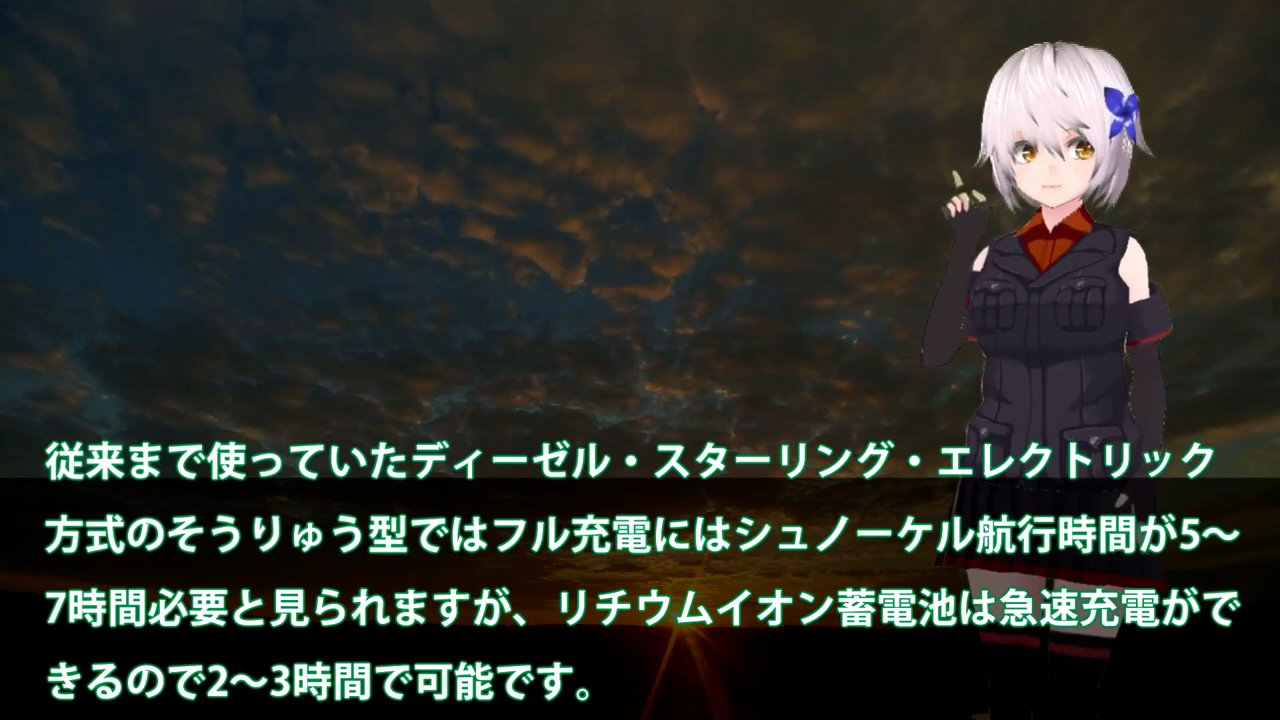 従来まで使っていたディーゼル・スターリング・エレクトリック
方式のそうりゅう型ではフル充電にはシュノーケル航行時間が5～
7時間必要と見られますが、リチウムイオン蓄電池は急速充電がで
きるので2～3時間で可能です。